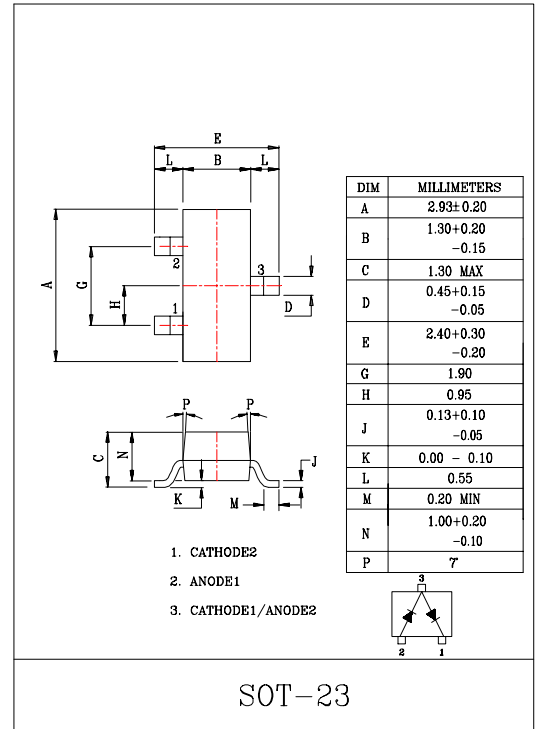 E
L B L
A
G
H
2
1
3
D
DIM MILLIMETERS
A 2.93±0.20
B 1.30+0.20
-0.15
C 1.30 MAX
D 0.45+0.15
-0.05
E 2.40+0.30
-0.20
G 1.90
H 0.95
J 0.13+0.10
-0.05
K 0.00 - 0.10
L 0.55
M 0.20 MIN
N 1.00+0.20
-0.10
P 7°
P P
C
N
K
M
J
1. CATHODE2
2. ANODE1
3. CATHODE1/ANODE2
3
2 1
SOT-23